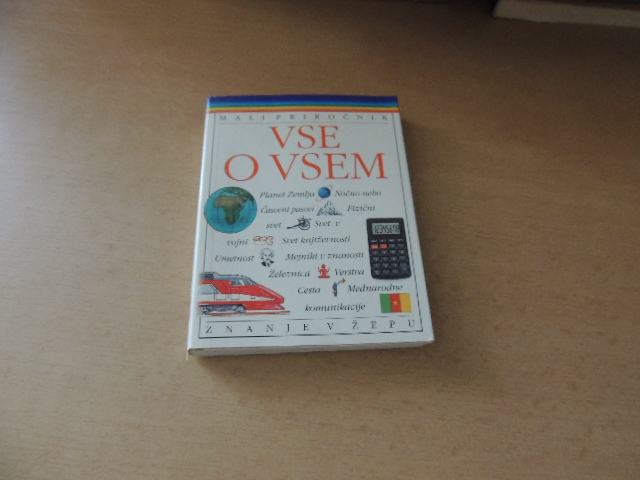 MALI PRIROČNIK
VSE
O VSEM
Planet Zemlja Nočno nebo
Časovni pasovi Fizični
svet Svet v
vojni Svet književnosti
Umetnost Mejniki v znanosti
Železnica Verstva
Cesta Mednarodne
komunikacije
ZNANJE V ŽEPU